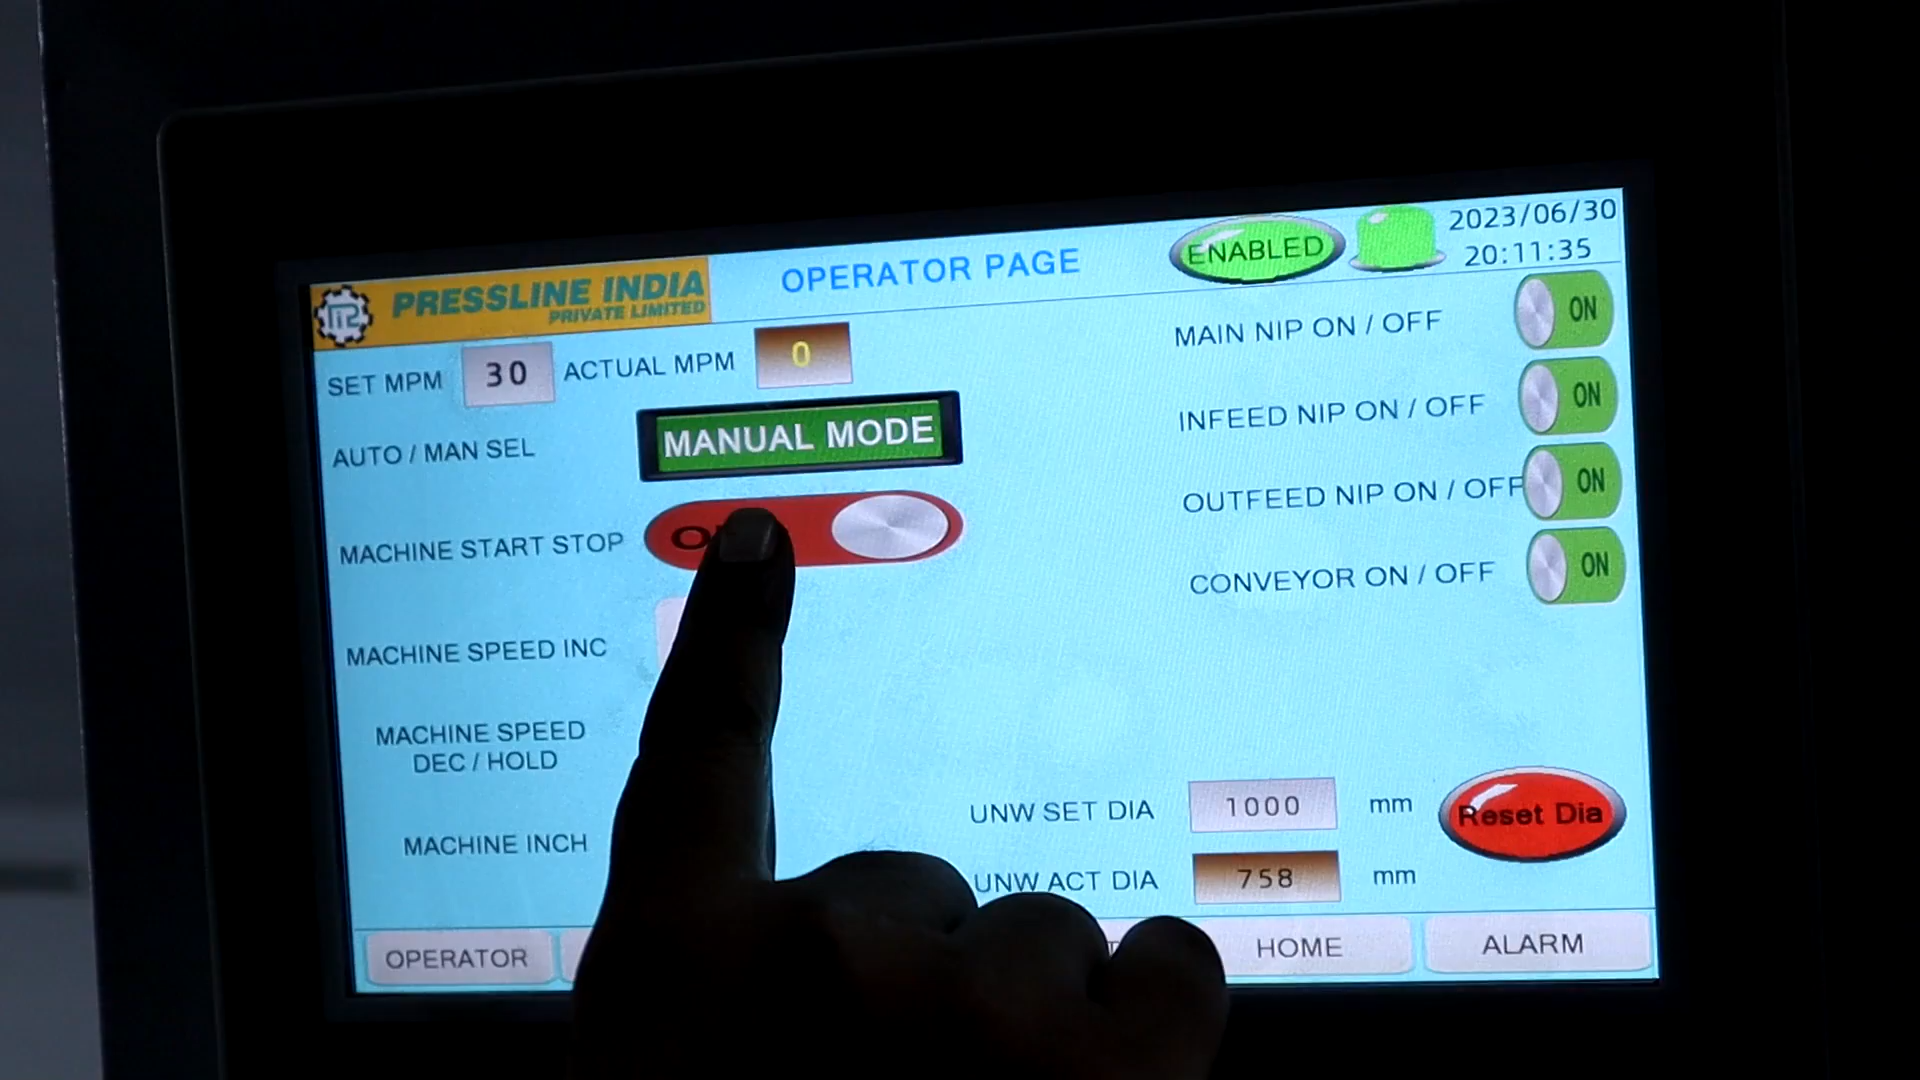 PRESSLINE INDIA
PRIVATE LIMITED
OPERATOR PAGE
ENABLED
2023/06/30
20:11:35
SET MPM 30 ACTUAL MPM 0
AUTO / MAN SEL MANUAL MODE
MACHINE START STOP
MACHINE SPEED INC
MACHINE SPEED
DEC / HOLD
MACHINE INCH
MAIN NIP ON / OFF ON
INFEED NIP ON / OFF ON
OUTFEED NIP ON / OFF ON
CONVEYOR ON / OFF ON
UNW SET DIA 1000 mm
Reset Dia
UNW ACT DIA 758 mm
OPERATOR HOME ALARM